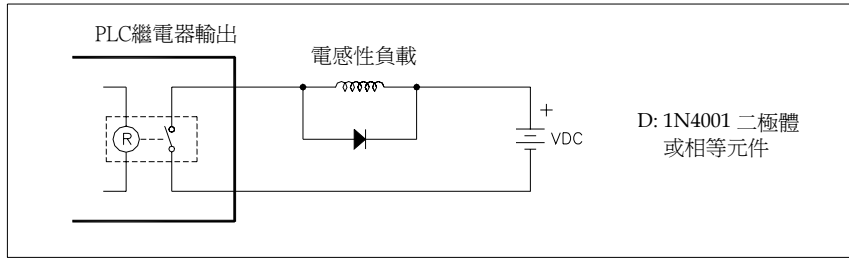 PLC繼電器輸出
電感性負載
R
+
VDC
D: 1N4001 二極體
或相等元件